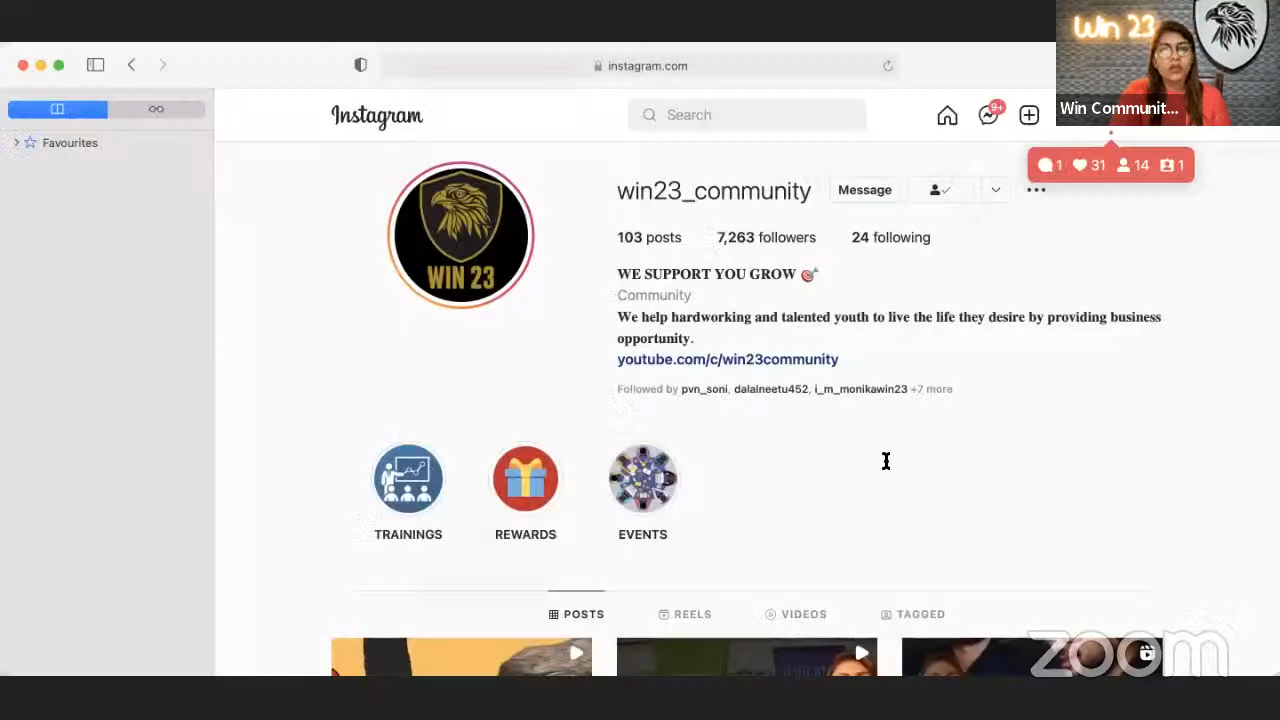 Win 23
instagram.com
Win Communit...
Instagram
Search
9+
1 31 14 1
Favourites
win23_community
Message
103 posts 7,263 followers 24 following
WE SUPPORT YOU GROW 🎯
Community
We help hardworking and talented youth to live the life they desire by providing business
opportunity.
youtube.com/c/win23community
Followed by pvn_soni, dalalneetu452, i_m_monikawin23 +7 more
WIN 23
TRAININGS REWARDS EVENTS
POSTS REELS VIDEOS TAGGED
zoom